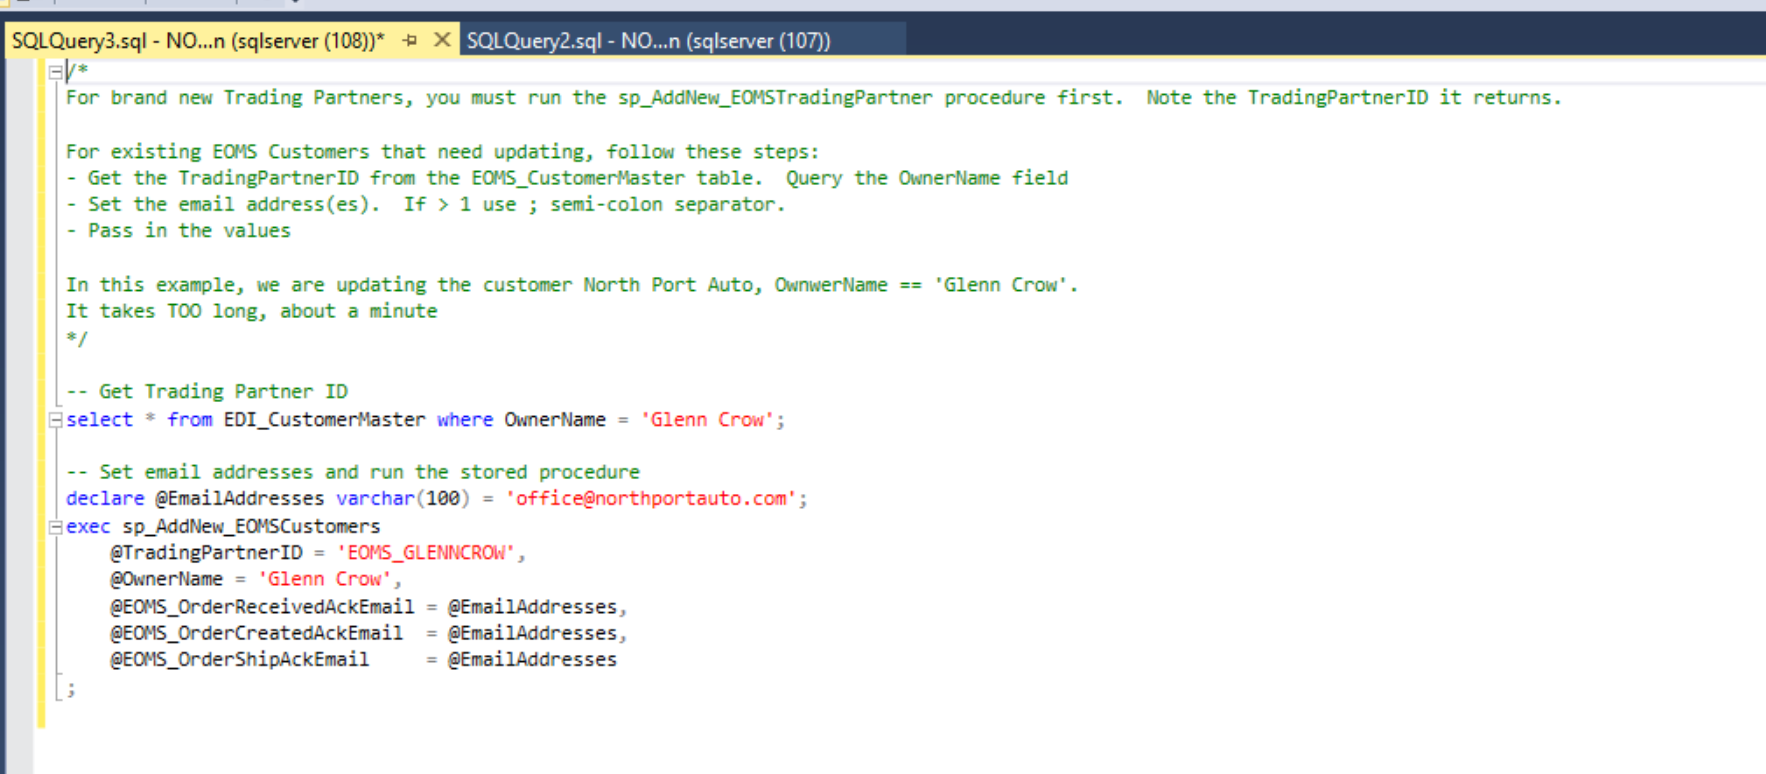 SQLQuery3.sql - NO...n (sqlserver (108))* SQLQuery2.sql - NO...n (sqlserver (107))
/*
For brand new Trading Partners, you must run the sp_AddNew_EOMSTradingPartner procedure first.  Note the TradingPartnerID it returns.

For existing EOMS Customers that need updating, follow these steps:
- Get the TradingPartnerID from the EOMS_CustomerMaster table.  Query the OwnerName field
- Set the email address(es).  If > 1 use ; semi-colon separator.
- Pass in the values

In this example, we are updating the customer North Port Auto, OwnwerName == 'Glenn Crow'.
It takes TOO long, about a minute
*/

-- Get Trading Partner ID
select * from EDI_CustomerMaster where OwnerName = 'Glenn Crow';

-- Set email addresses and run the stored procedure
declare @EmailAddresses varchar(100) = 'office@northportauto.com';
exec sp_AddNew_EOMSCustomers
    @TradingPartnerID = 'EOMS_GLENNCROW',
    @OwnerName = 'Glenn Crow',
    @EOMS_OrderReceivedAckEmail = @EmailAddresses,
    @EOMS_OrderCreatedAckEmail  = @EmailAddresses,
    @EOMS_OrderShipAckEmail     = @EmailAddresses
;